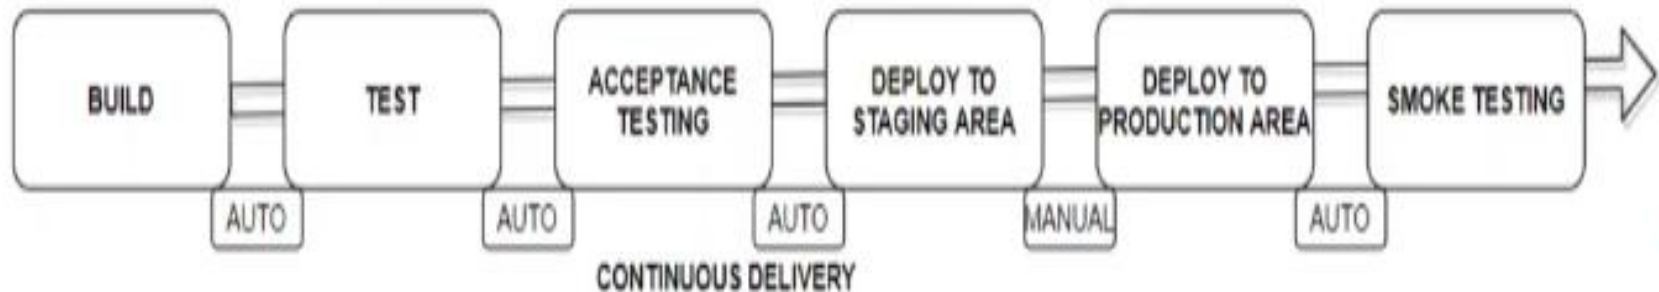 BUILD
TEST
ACCEPTANCE
TESTING
DEPLOY TO
STAGING AREA
DEPLOY TO
PRODUCTION AREA
SMOKE TESTING
AUTO
AUTO
AUTO
MANUAL
AUTO
CONTINUOUS DELIVERY